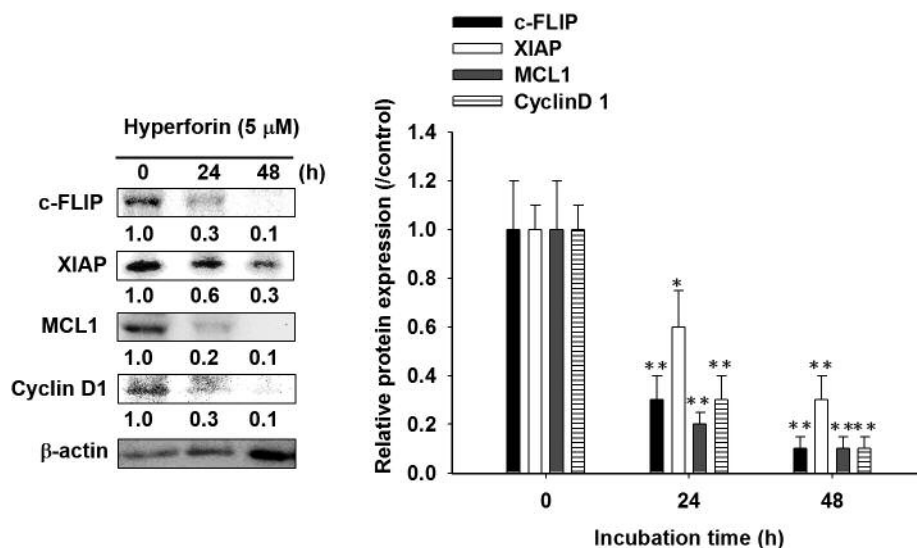 Hyperforin (5 μM)
0 24 48 (h)
c-FLIP
1.0 0.3 0.1
XIAP
1.0 0.6 0.3
MCL1
1.0 0.2 0.1
Cyclin D1
1.0 0.3 0.1
β-actin
c-FLIP
XIAP
MCL1
CyclinD 1
Relative protein expression (/control)
1.4
1.2
1.0
0.8
0.6
0.4
0.2
0.0
**
*
**
**
**
**
**
**
0 24 48
Incubation time (h)